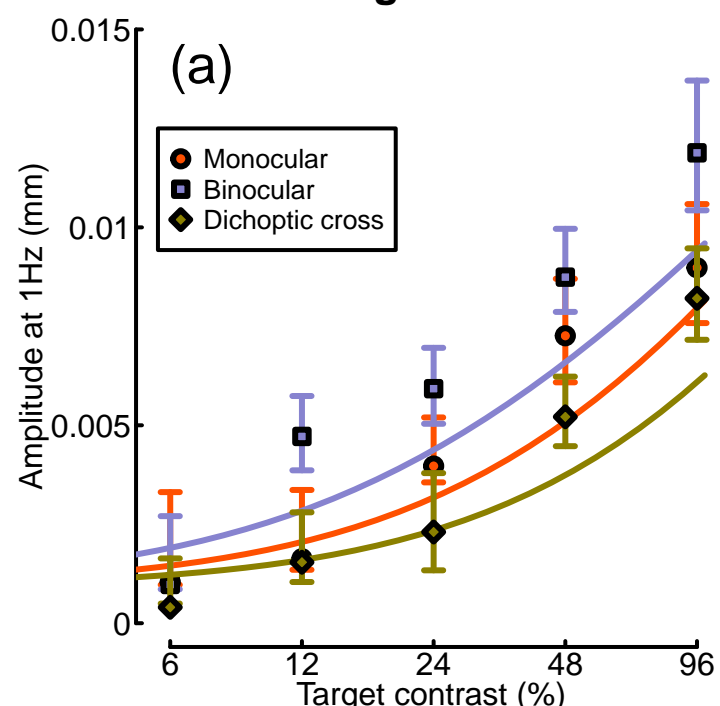 0.015
(a)
Monocular
Binocular
Dichoptic cross
0.01
0.005
0
Amplitude at 1Hz (mm)
6 12 24 48 96
Target contrast (%)